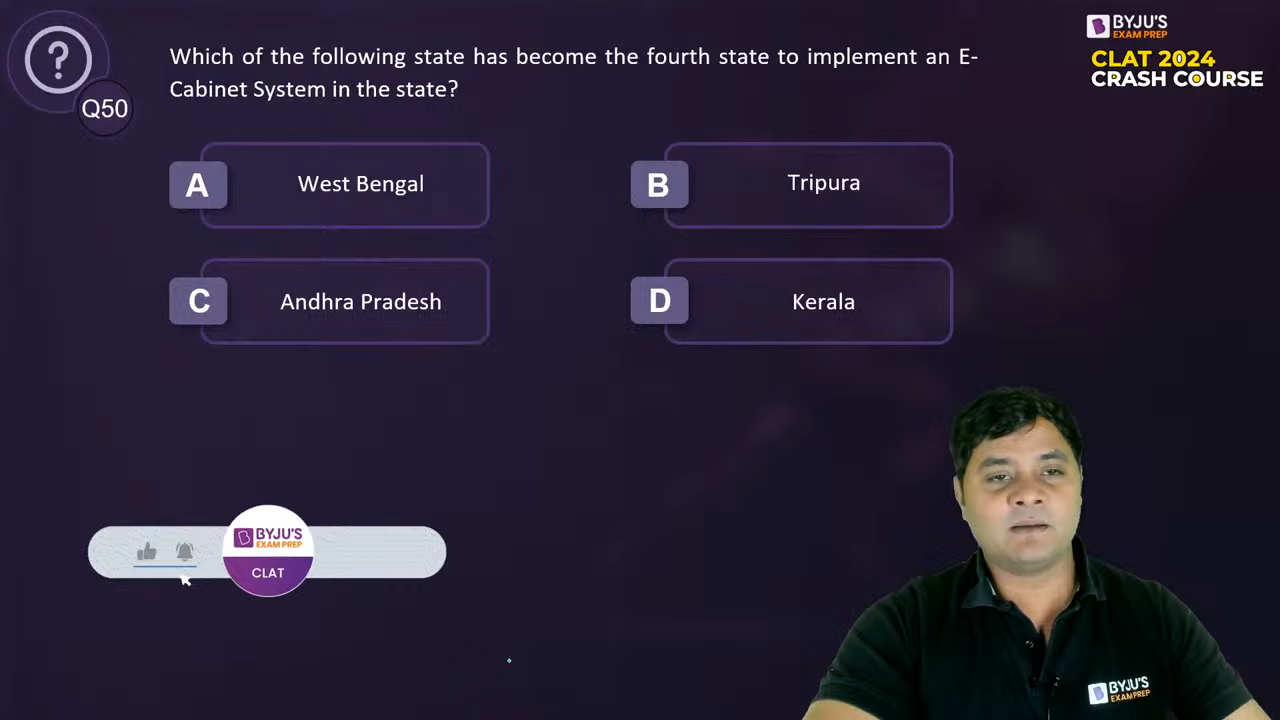 ?
Q50
Which of the following state has become the fourth state to implement an E-
Cabinet System in the state?
BYJU'S
EXAM PREP
CLAT 2024
CRASH COURSE
A
West Bengal
B
Tripura
C
Andhra Pradesh
D
Kerala
BYJU'S
EXAM PREP
CLAT
BYJU'S
EXAM PREP